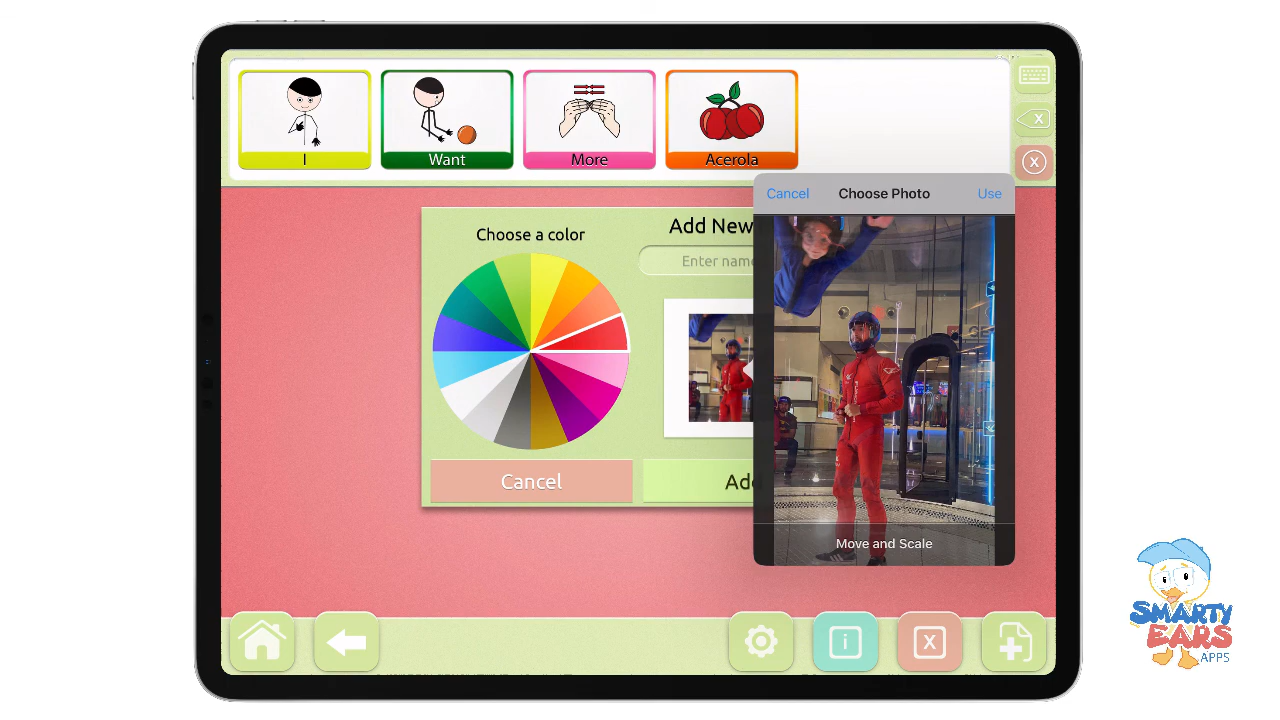 I
Want
More
Acerola
Cancel
Choose Photo
Use
Choose a color
Add New
Enter name
Cancel
Add
Move and Scale
SMARTY
EARS
APPS